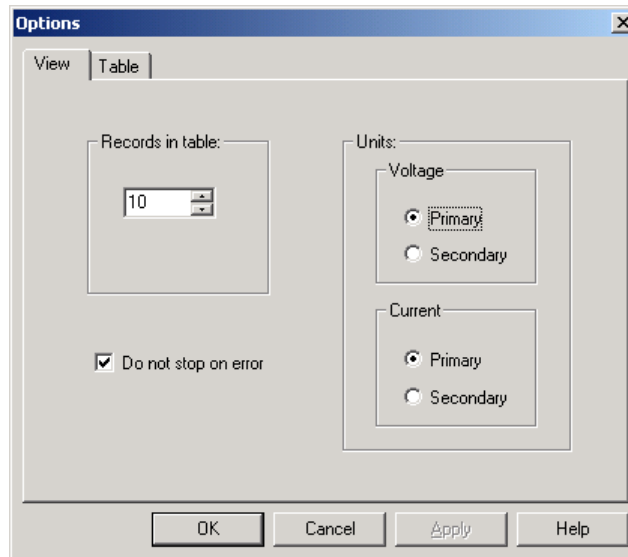 Options
View Table
Records in table:
10
Do not stop on error
Units:
Voltage
Primary
Secondary
Current
Primary
Secondary
OK Cancel Apply Help